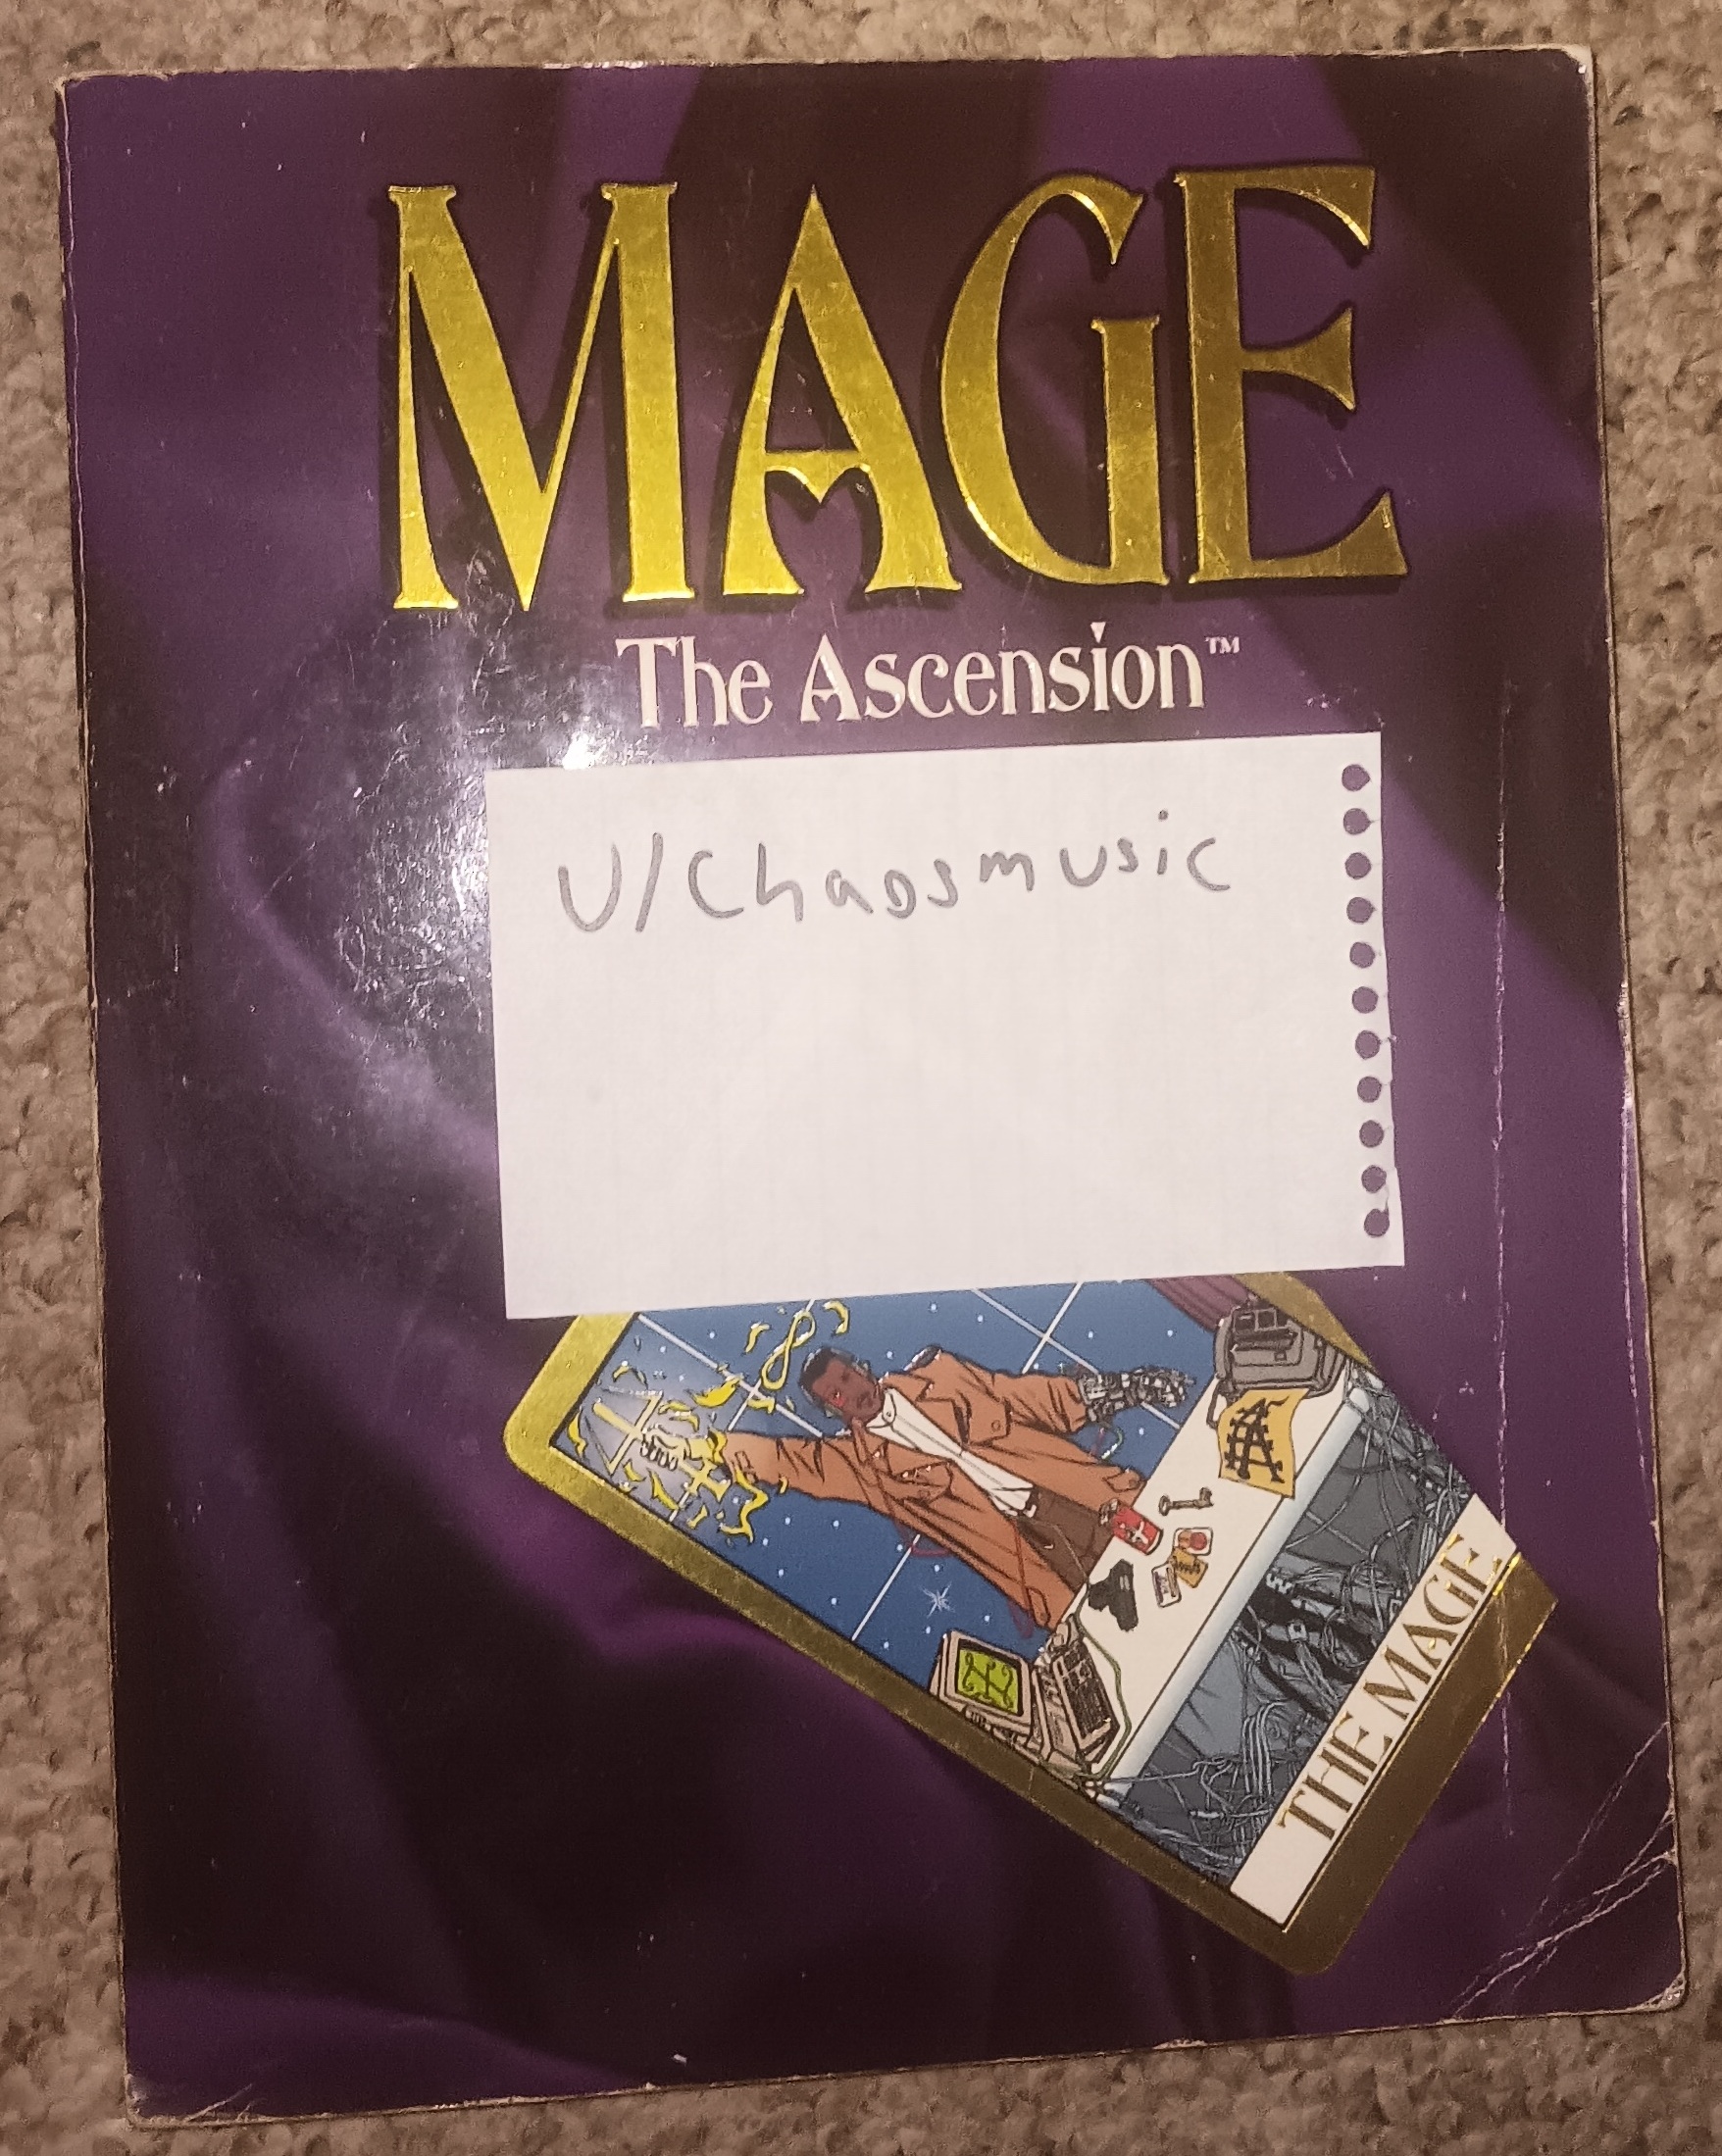 MAGE
The Ascension™
U/Chaosmusic
THE MAGE